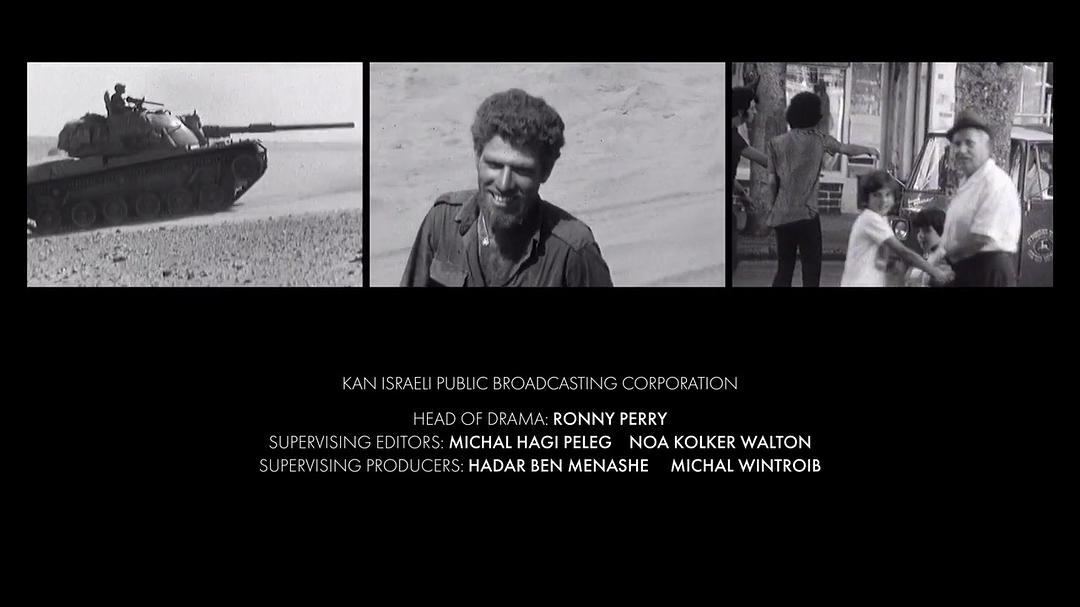 KAN ISRAELI PUBLIC BROADCASTING CORPORATION
HEAD OF DRAMA: RONNY PERRY
SUPERVISING EDITORS: MICHAL HAGI PELEG NOA KOLKER WALTON
SUPERVISING PRODUCERS: HADAR BEN MENASHE MICHAL WINTROIB